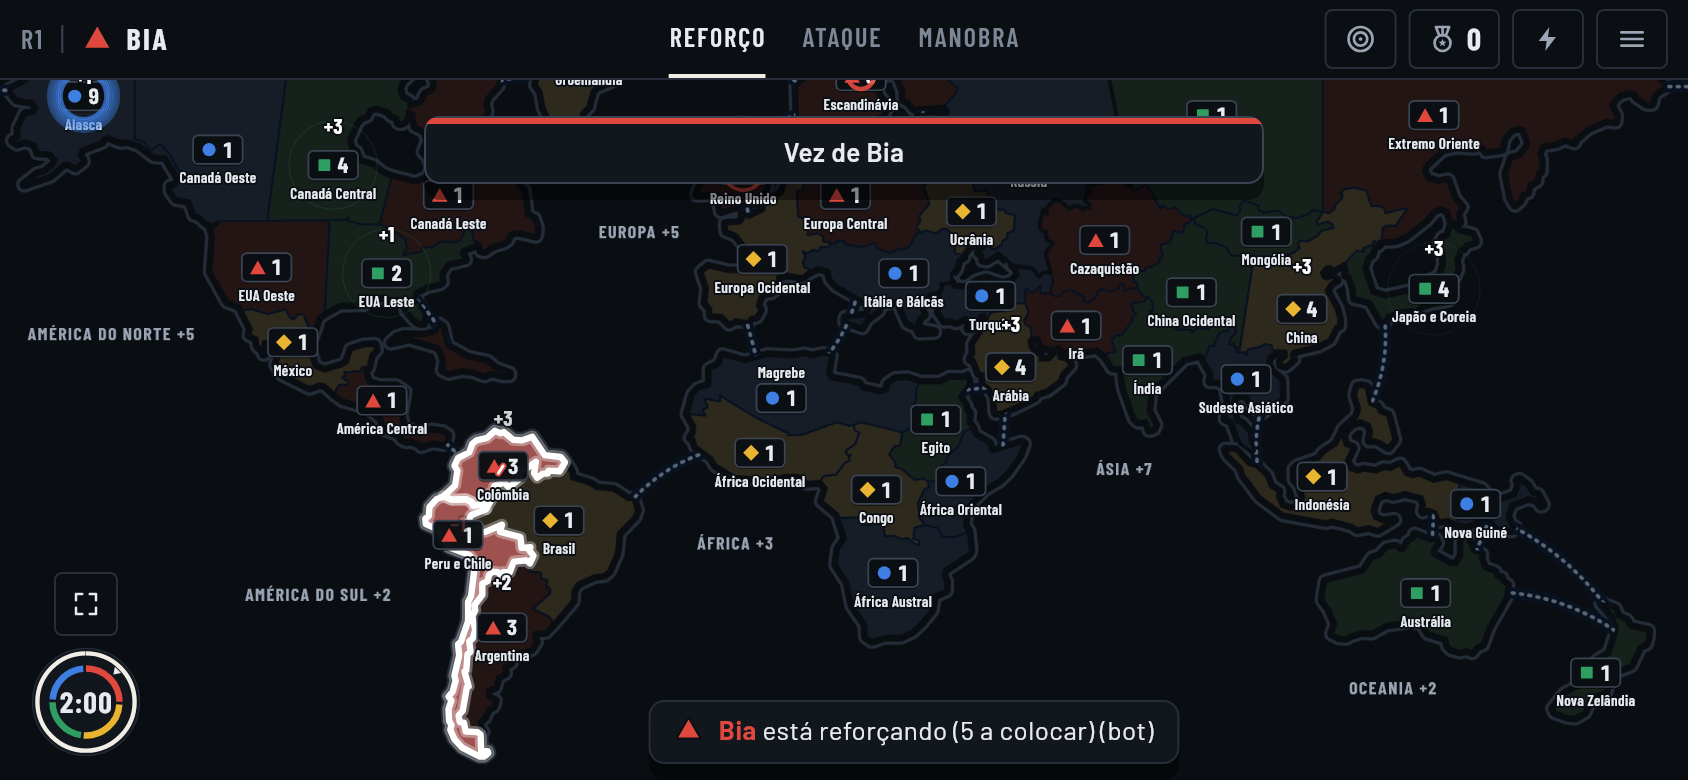 R1 BIA REFORÇO ATAQUE MANOBRA 0
Vez de Bia
9
Alasca
1
Canadá Oeste
+3
4
Canadá Central
1
Canadá Leste
Groenlândia
Escandinávia
1
1
Extremo Oriente
Reino Unido
1
Europa Central
Rússia
EUROPA +5
1
Ucrânia
+1
2
EUA Leste
1
EUA Oeste
1
Europa Ocidental
1
Itália e Bálcãs
1
Cazaquistão
1
Mongólia
+3
4
China
+3
4
Japão e Coreia
1
China Ocidental
1
+3
1
Irã
AMÉRICA DO NORTE +5
1
México
Magrebe
1
4
Arábia
1
Índia
1
Sudeste Asiático
1
América Central
+3
3
Colômbia
1
Egito
1
África Ocidental
1
Congo
1
África Oriental
ÁSIA +7
1
Indonésia
1
Nova Guiné
1
Peru e Chile
1
Brasil
ÁFRICA +3
+2
3
Argentina
AMÉRICA DO SUL +2
1
África Austral
1
Austrália
OCEANIA +2
1
Nova Zelândia
2:00
Bia está reforçando (5 a colocar) (bot)